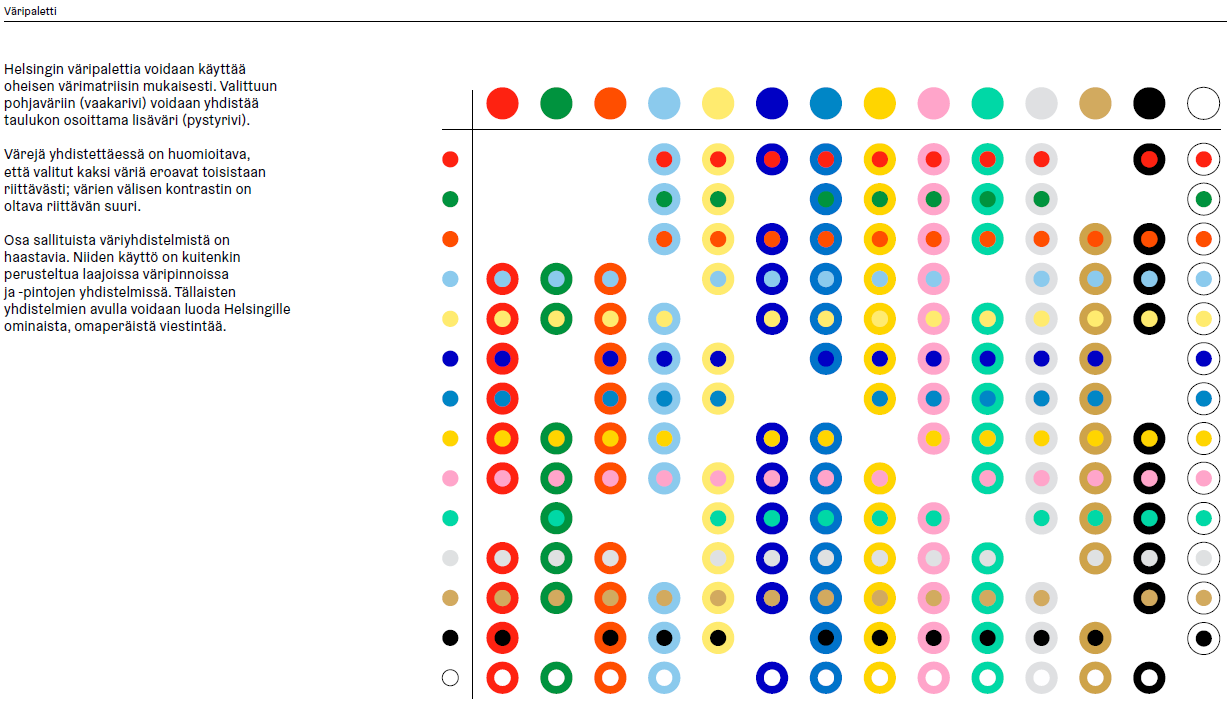 Väripaletti
Helsingin väripalettia voidaan käyttää
oheisen värimatriisin mukaisesti. Valittuun
pohjaväriin (vaakarivi) voidaan yhdistää
taulukon osoittama lisäväri (pystyrivi).
Värejä yhdistettäessä on huomioitava,
että valitut kaksi väriä eroavat toisistaan
riittävästi; värien välisen kontrastin on
oltava riittävän suuri.
Osa sallituista väriyhdistelmistä on
haastavia. Niiden käyttö on kuitenkin
perusteltua laajoissa väripinnoissa
ja -pintojen yhdistelmissä. Tällaisten
yhdistelmien avulla voidaan luoda Helsingille
ominaista, omaperäistä viestintää.